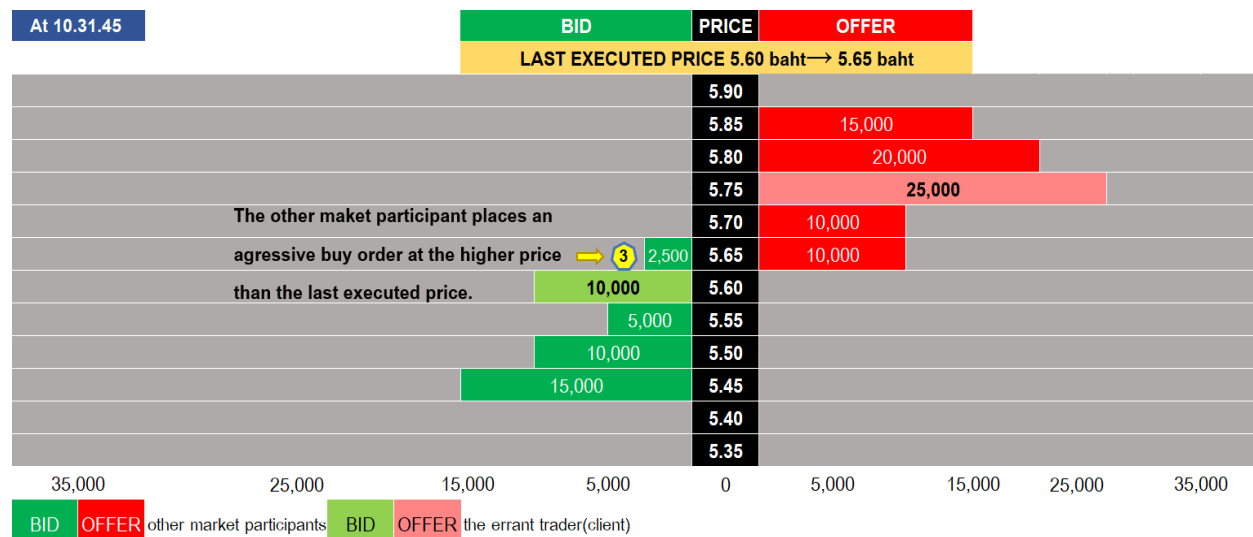 At 10.31.45
BID PRICE OFFER
LAST EXECUTED PRICE 5.60 baht→ 5.65 baht
5.90
5.85 15,000
5.80 20,000
5.75 25,000
The other maket participant places an 5.70 10,000
agressive buy order at the higher price 3 2,500 5.65 10,000
than the last executed price. 10,000 5.60
5,000 5.55
10,000 5.50
15,000 5.45
5.40
5.35
35,000 25,000 15,000 5,000 0 5,000 15,000 25,000 35,000
BID OFFER other market participants BID OFFER the errant trader(client)